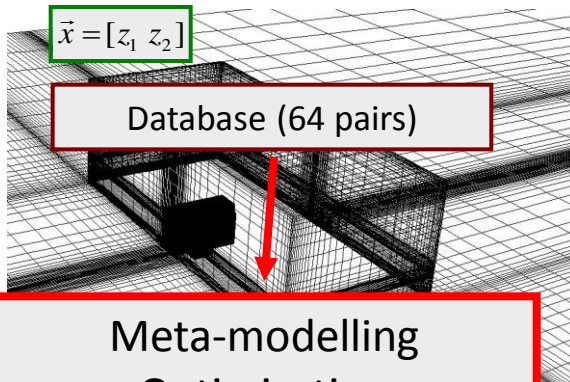 x⃗ = [z₁ z₂]
Database (64 pairs)
Meta-modelling